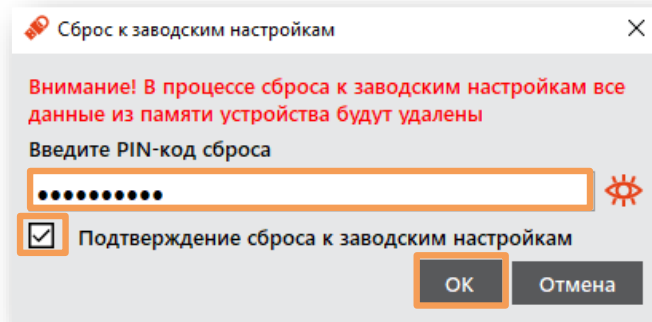 Сброс к заводским настройкам
Внимание! В процессе сброса к заводским настройкам все
данные из памяти устройства будут удалены
Введите PIN-код сброса
••••••••••
Подтверждение сброса к заводским настройкам
ОК
Отмена